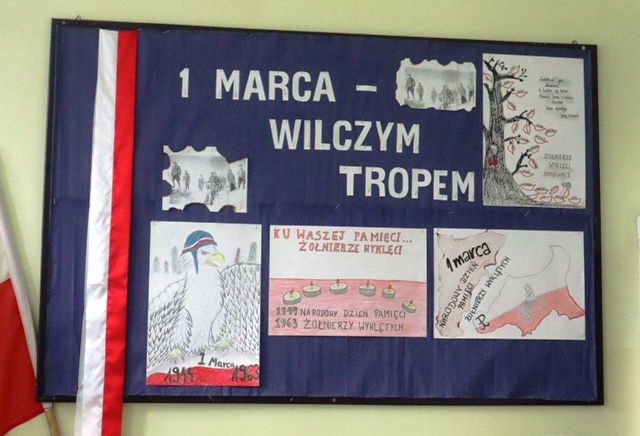 1 MARCA –
WILCZYM
TROPEM
ŻOŁNIERZE
WYKLĘCI
KU WASZEJ PAMIĘCI...
ŻOŁNIERZE WYKLĘCI
1944 NARODOWY DZIEŃ PAMIĘCI
1963 ŻOŁNIERZY WYKLĘTYCH
1 marca
NARODOWY DZIEŃ
PAMIĘCI
ŻOŁNIERZY WYKLĘTYCH
1 Marca
1944 1963